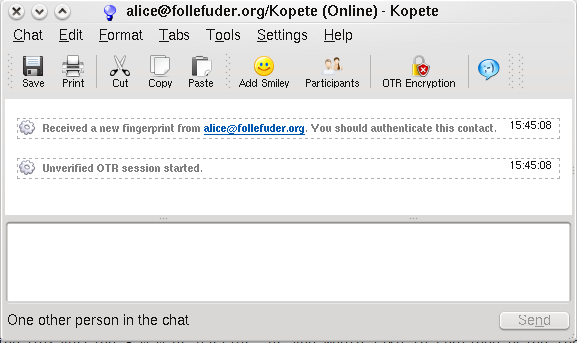 alice@follefuder.org/Kopete (Online) - Kopete
Chat Edit Format Tabs Tools Settings Help
Save Print Cut Copy Paste Add Smiley Participants OTR Encryption
Received a new fingerprint from alice@follefuder.org. You should authenticate this contact. 15:45:08
Unverified OTR session started. 15:45:08
One other person in the chat Send